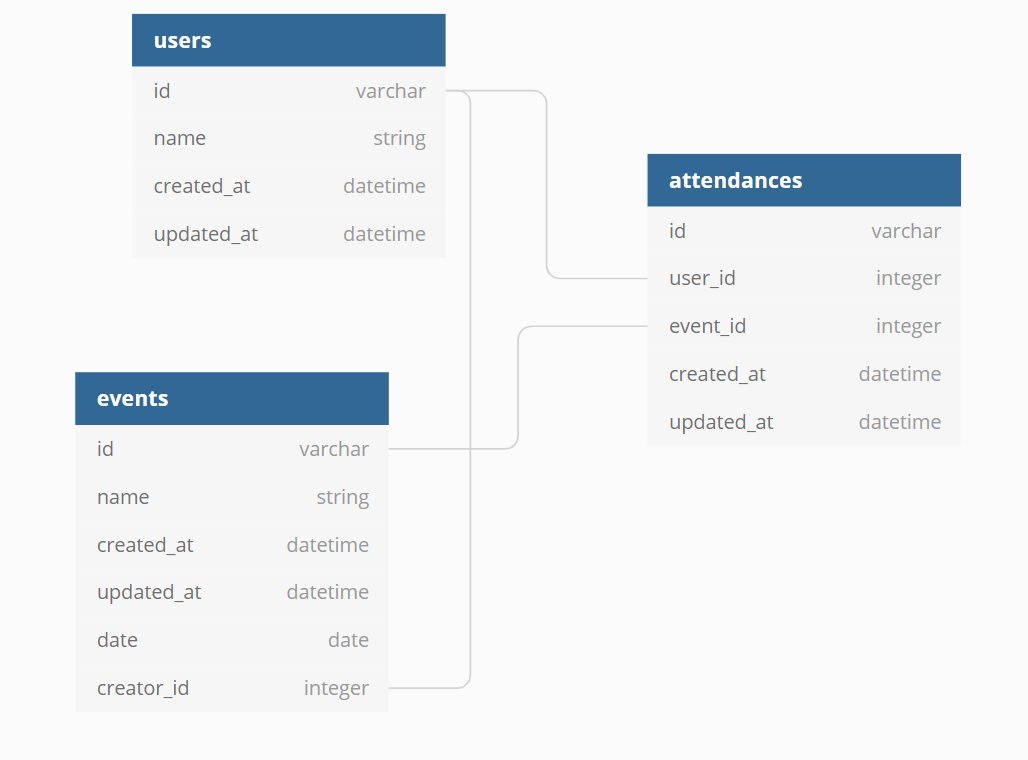 users
id varchar
name string
created_at datetime
updated_at datetime
attendances
id varchar
user_id integer
event_id integer
created_at datetime
updated_at datetime
events
id varchar
name string
created_at datetime
updated_at datetime
date date
creator_id integer